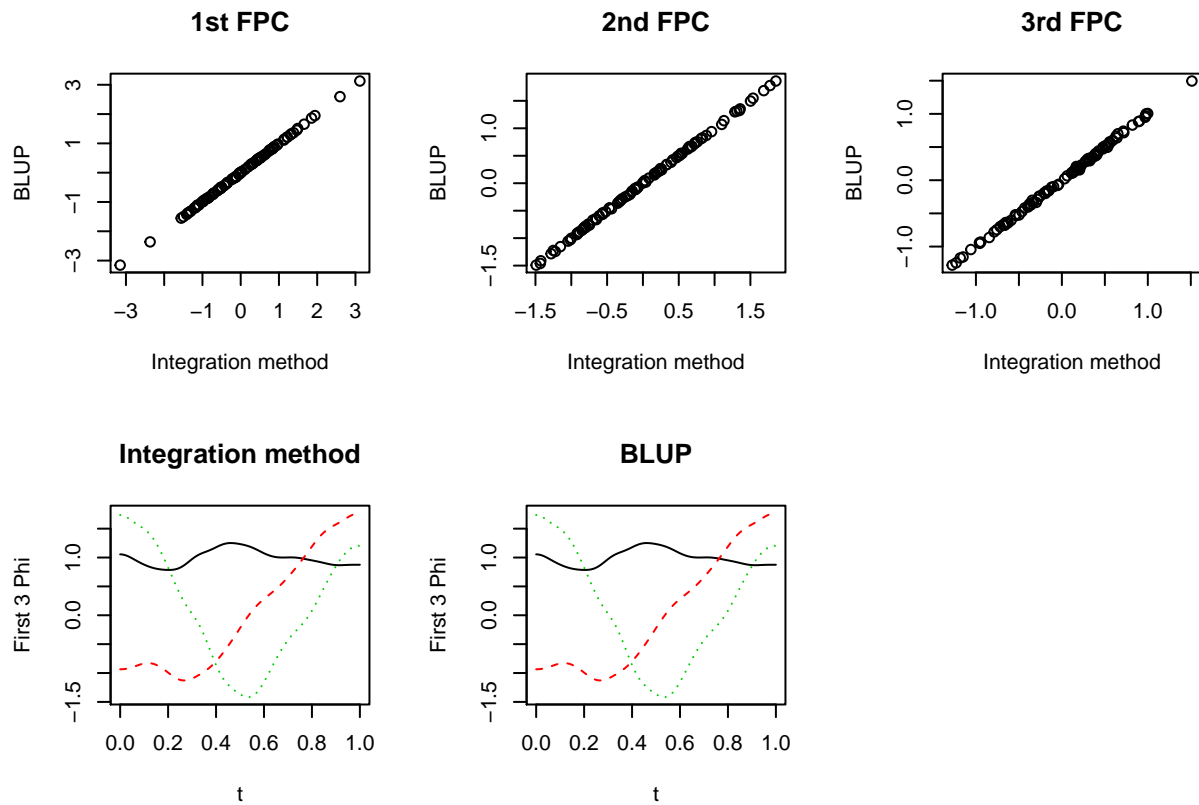 1st FPC
BLUP
3
1
−1
−3
−3 −1 0 1 2 3
Integration method
2nd FPC
BLUP
1.0
0.0
−1.5
−1.5 −0.5 0.5 1.5
Integration method
3rd FPC
BLUP
1.0
0.0
−1.0
−1.0 0.0 1.0
Integration method
Integration method
First 3 Phi
1.0
0.0
−1.5
0.0 0.2 0.4 0.6 0.8 1.0
t
BLUP
First 3 Phi
1.0
0.0
−1.5
0.0 0.2 0.4 0.6 0.8 1.0
t